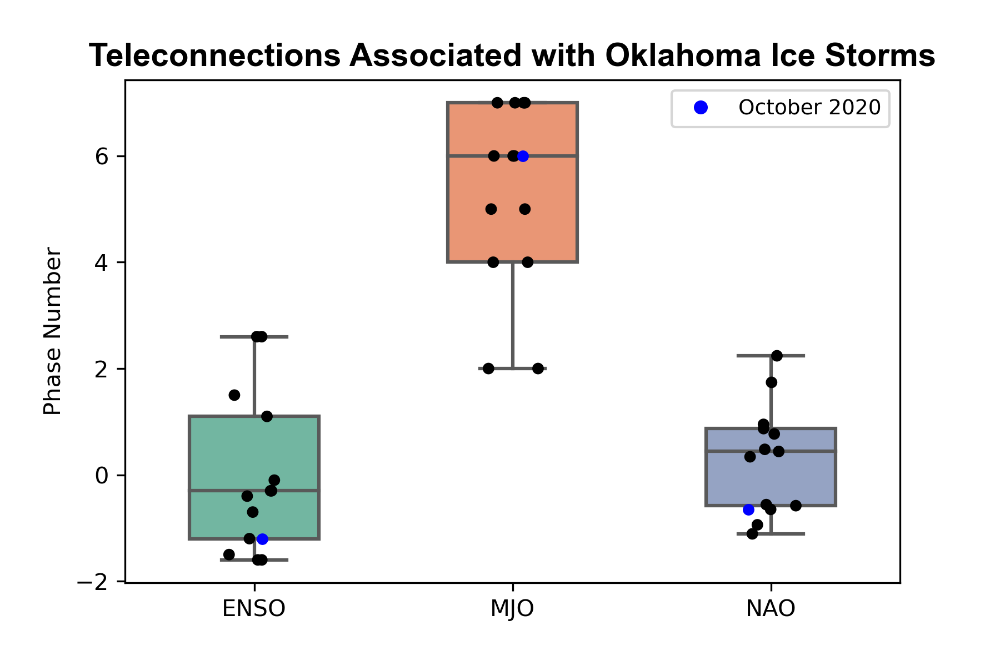 Teleconnections Associated with Oklahoma Ice Storms
October 2020
Phase Number
6
4
2
0
−2
ENSO MJO NAO